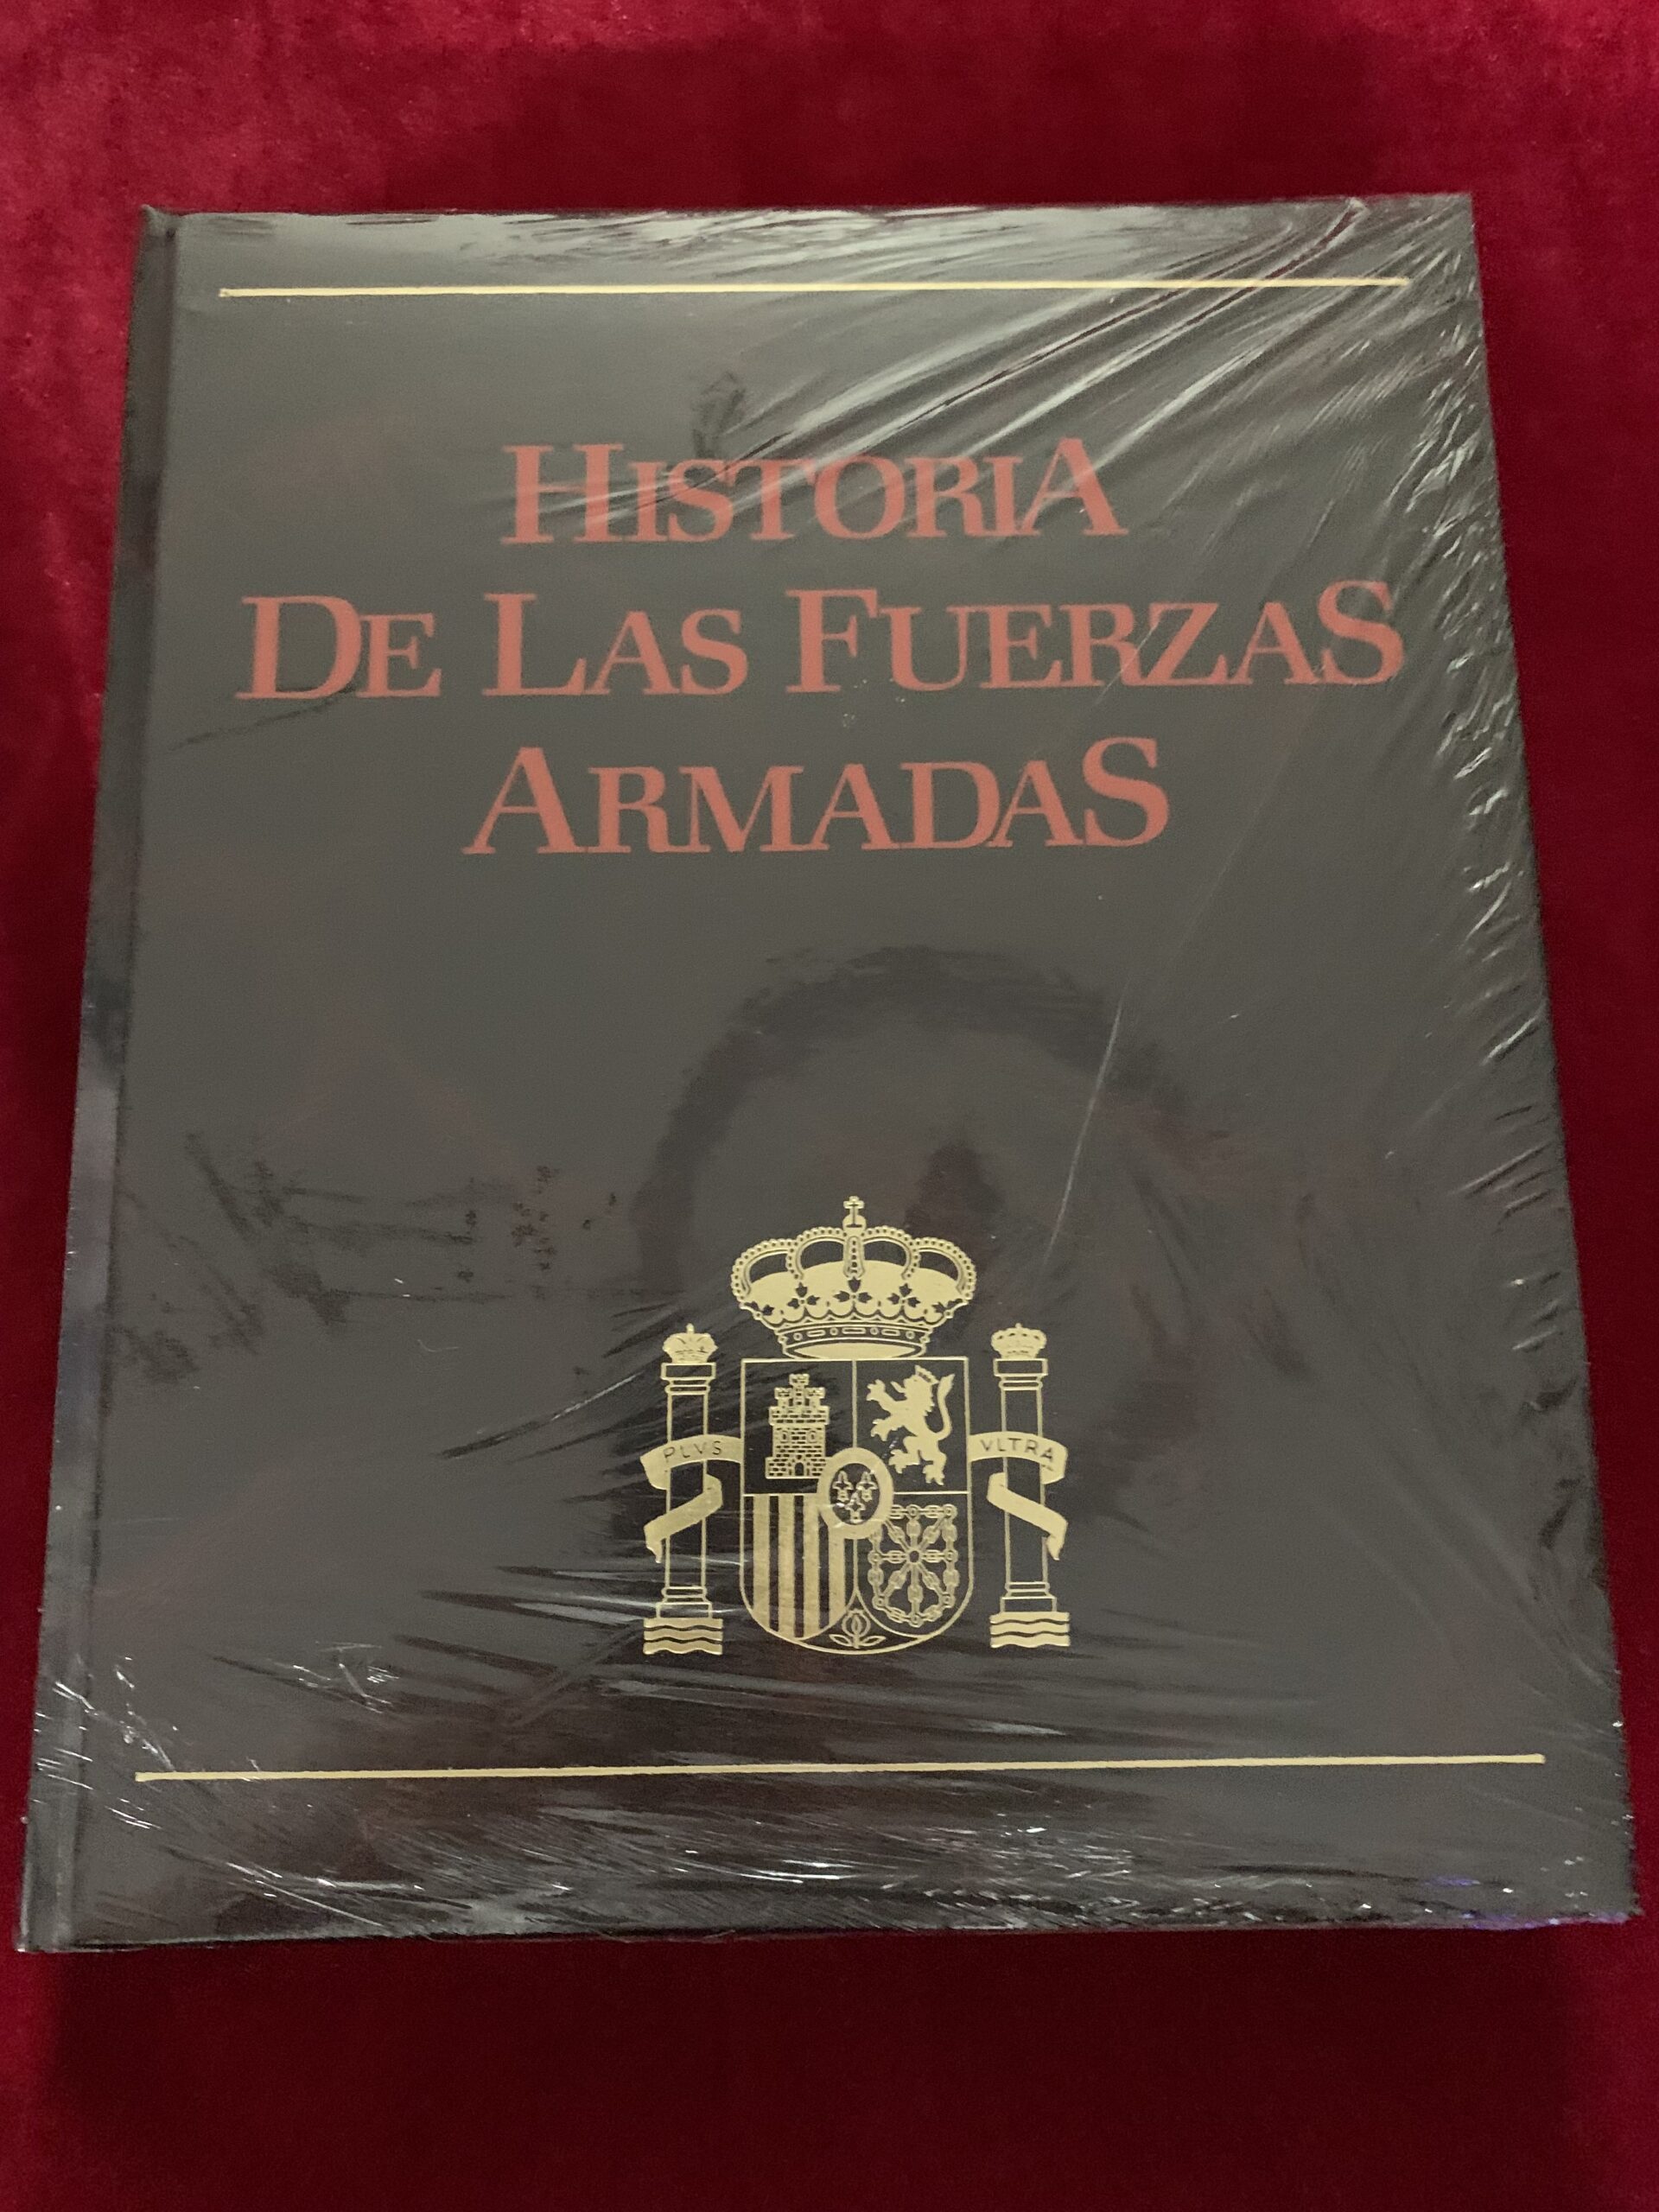 HISTORIA
DE LAS FUERZAS
ARMADAS
PLVS VLTRA